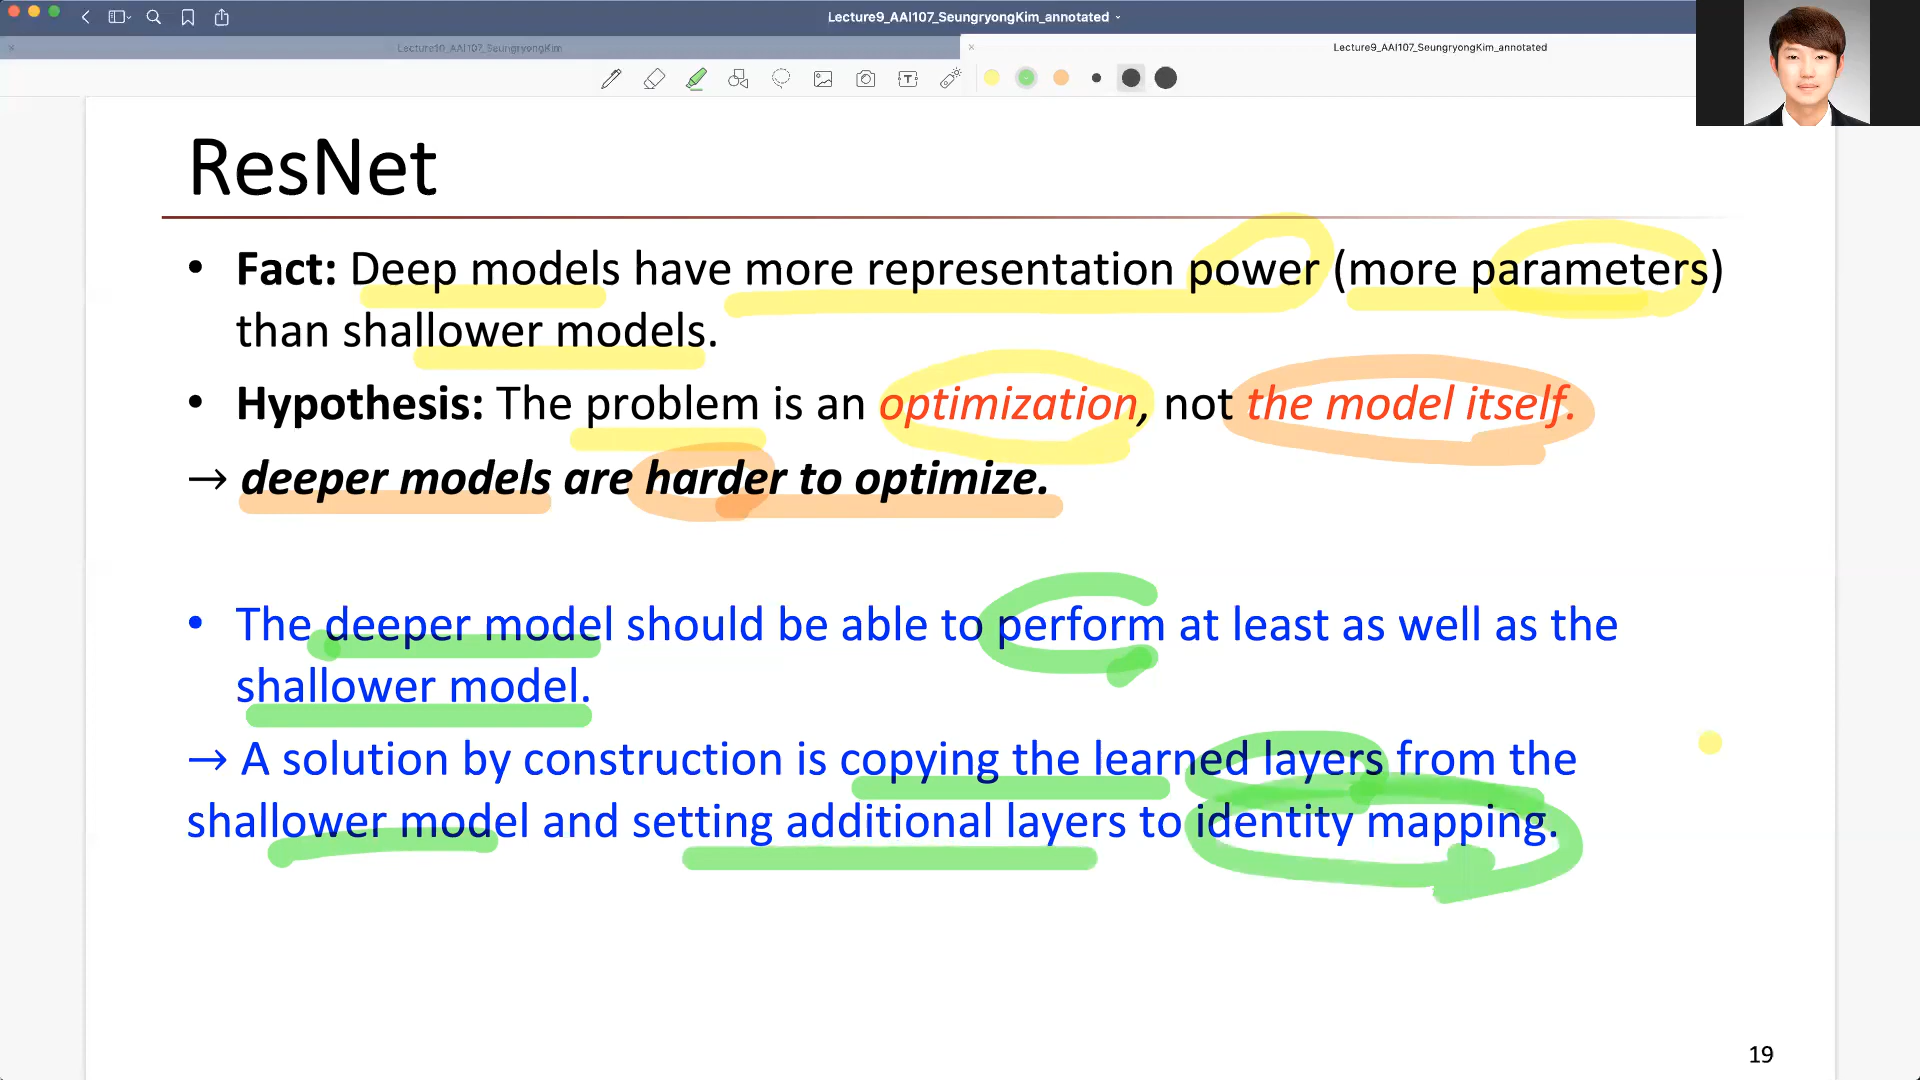 Lecture9_AAI107_SeungryongKim_annotated
Lecture10_AAI107_SeungryongKim
Lecture9_AAI107_SeungryongKim_annotated
ResNet
• Fact: Deep models have more representation power (more parameters)
than shallower models.
• Hypothesis: The problem is an optimization, not the model itself.
→ deeper models are harder to optimize.
• The deeper model should be able to perform at least as well as the
shallower model.
→ A solution by construction is copying the learned layers from the
shallower model and setting additional layers to identity mapping.
19